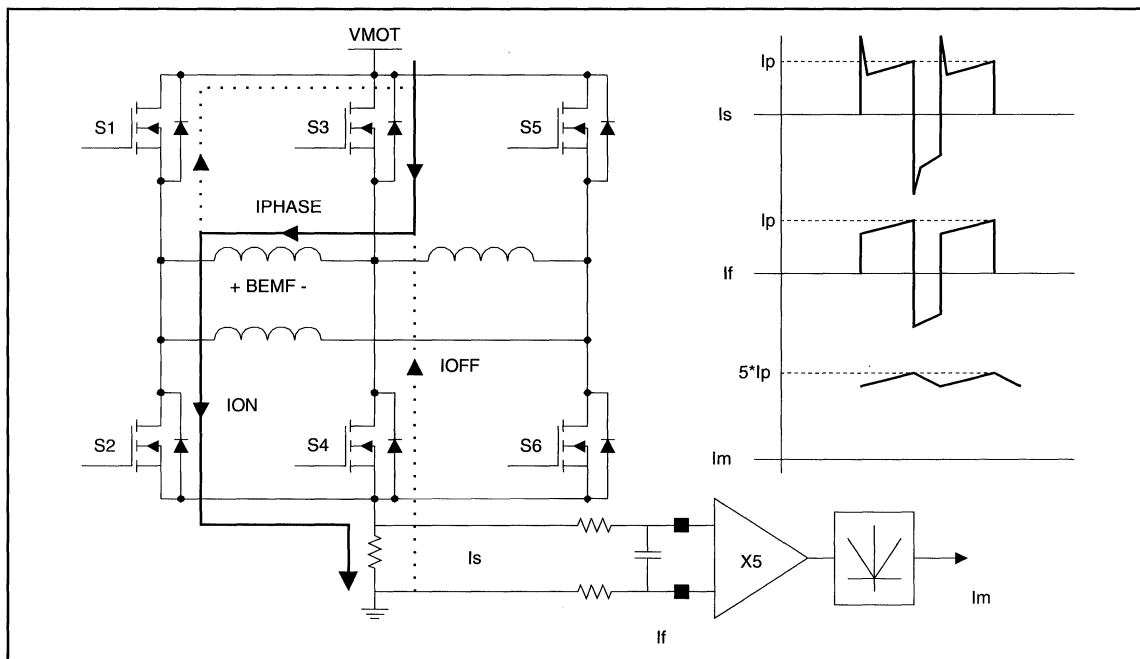 VMOT
S1
S3
S5
IPHASE
+ BEMF -
IOFF
ION
S2
S4
S6
Is
If
X5
Im
Ip
Is
Ip
If
5*Ip
Im